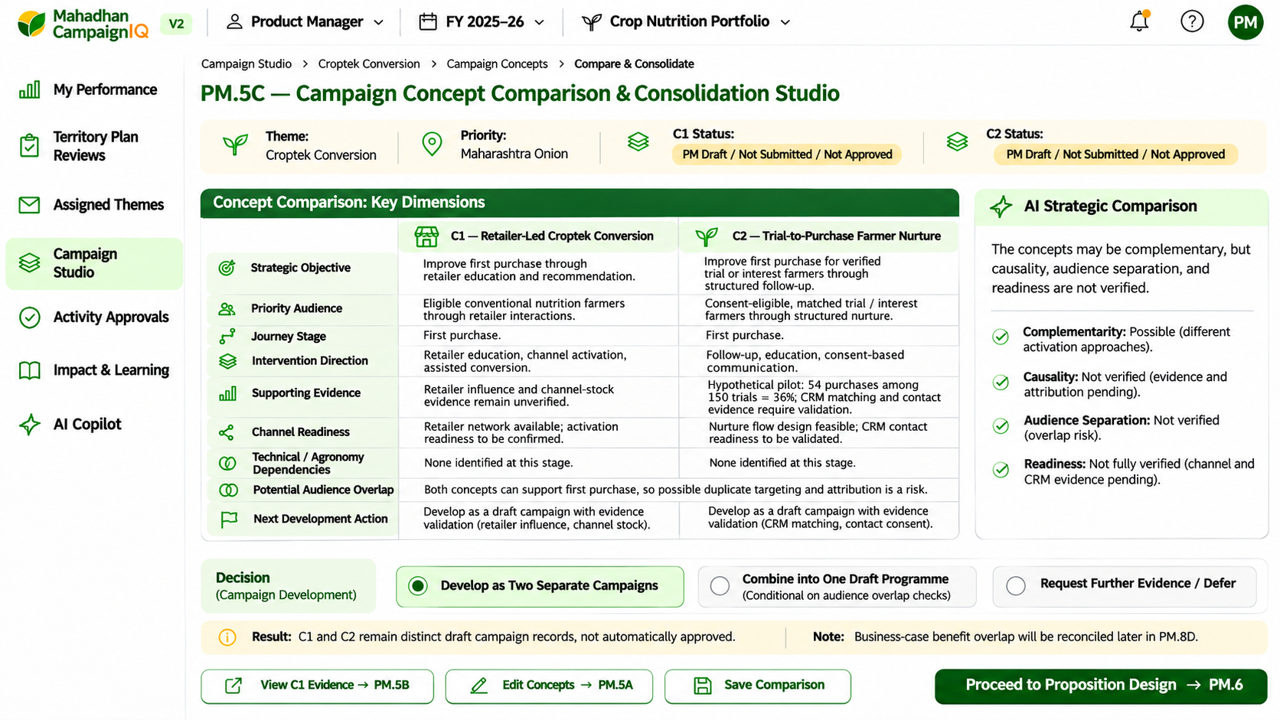 Mahadhan
CampaignIQ
V2
Product Manager
FY 2025–26
Crop Nutrition Portfolio
PM
My Performance
Territory Plan
Reviews
Assigned Themes
Campaign
Studio
Activity Approvals
Impact & Learning
AI Copilot
Campaign Studio > Croptek Conversion > Campaign Concepts > Compare & Consolidate
PM.5C — Campaign Concept Comparison & Consolidation Studio
Theme:
Croptek Conversion
Priority:
Maharashtra Onion
C1 Status:
PM Draft / Not Submitted / Not Approved
C2 Status:
PM Draft / Not Submitted / Not Approved
Concept Comparison: Key Dimensions
C1 — Retailer-Led Croptek Conversion
C2 — Trial-to-Purchase Farmer Nurture
Strategic Objective
Improve first purchase through
retailer education and recommendation.
Improve first purchase for verified
trial or interest farmers through
structured follow-up.
Priority Audience
Eligible conventional nutrition farmers
through retailer interactions.
Consent-eligible, matched trial / interest
farmers through structured nurture.
Journey Stage
First purchase.
First purchase.
Intervention Direction
Retailer education, channel activation,
assisted conversion.
Follow-up, education, consent-based
communication.
Supporting Evidence
Retailer influence and channel-stock
evidence remain unverified.
Hypothetical pilot: 54 purchases among
150 trials = 36%; CRM matching and contact
evidence require validation.
Channel Readiness
Retailer network available; activation
readiness to be confirmed.
Nurture flow design feasible; CRM contact
readiness to be validated.
Technical / Agronomy
Dependencies
None identified at this stage.
None identified at this stage.
Potential Audience Overlap
Both concepts can support first purchase, so possible duplicate targeting and attribution is a risk.
Next Development Action
Develop as a draft campaign with evidence
validation (retailer influence, channel stock).
Develop as a draft campaign with evidence
validation (CRM matching, contact consent).
AI Strategic Comparison
The concepts may be complementary, but
causality, audience separation, and
readiness are not verified.
Complementarity: Possible (different
activation approaches).
Causality: Not verified (evidence and
attribution pending).
Audience Separation: Not verified
(overlap risk).
Readiness: Not fully verified (channel and
CRM evidence pending).
Decision
(Campaign Development)
Develop as Two Separate Campaigns
Combine into One Draft Programme
(Conditional on audience overlap checks)
Request Further Evidence / Defer
Result: C1 and C2 remain distinct draft campaign records, not automatically approved.
Note: Business-case benefit overlap will be reconciled later in PM.8D.
View C1 Evidence → PM.5B
Edit Concepts → PM.5A
Save Comparison
Proceed to Proposition Design → PM.6